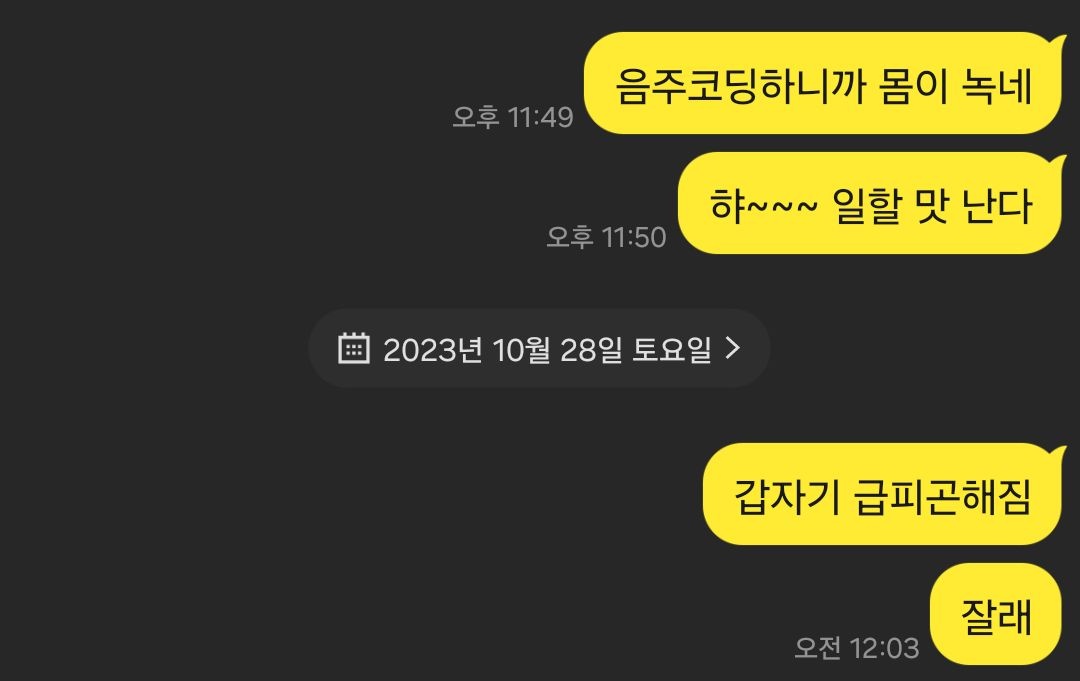 음주코딩하니까 몸이 녹네
오후 11:49
햐~~~ 일할 맛 난다
오후 11:50
2023년 10월 28일 토요일 >
갑자기 급피곤해짐
잘래
오전 12:03